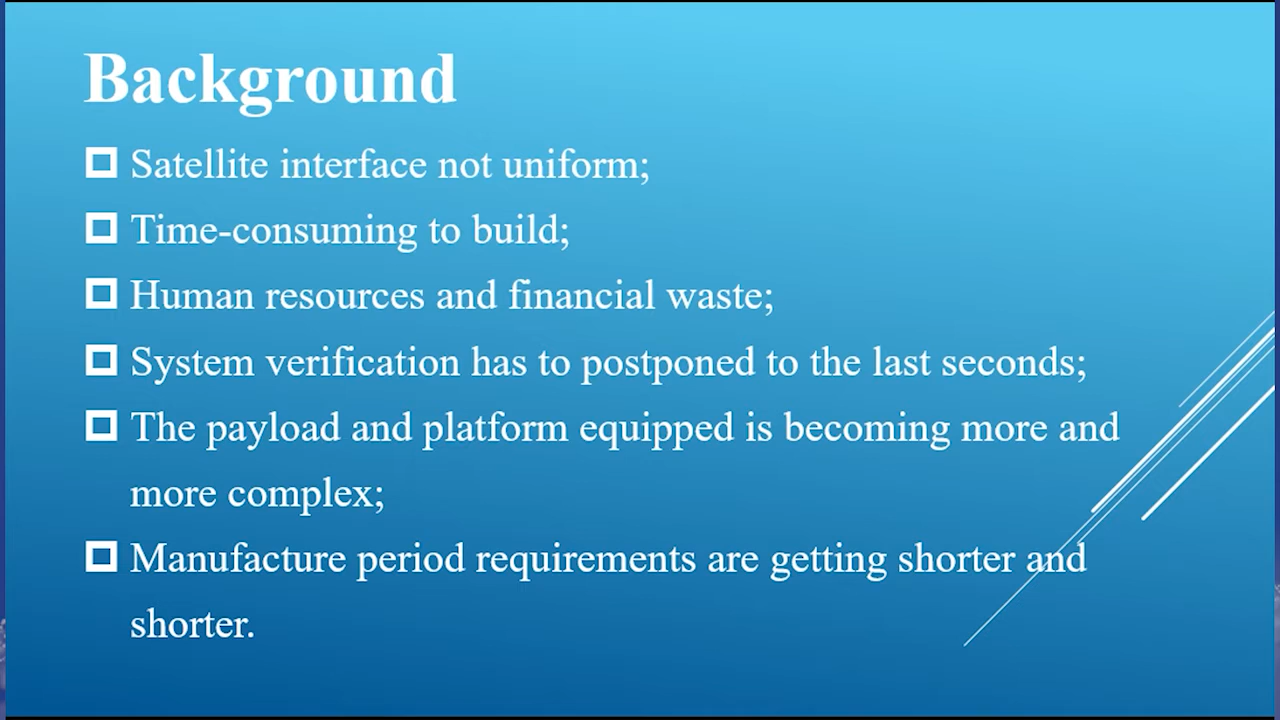 Background
Satellite interface not uniform;
Time-consuming to build;
Human resources and financial waste;
System verification has to postponed to the last seconds;
The payload and platform equipped is becoming more and
more complex;
Manufacture period requirements are getting shorter and
shorter.